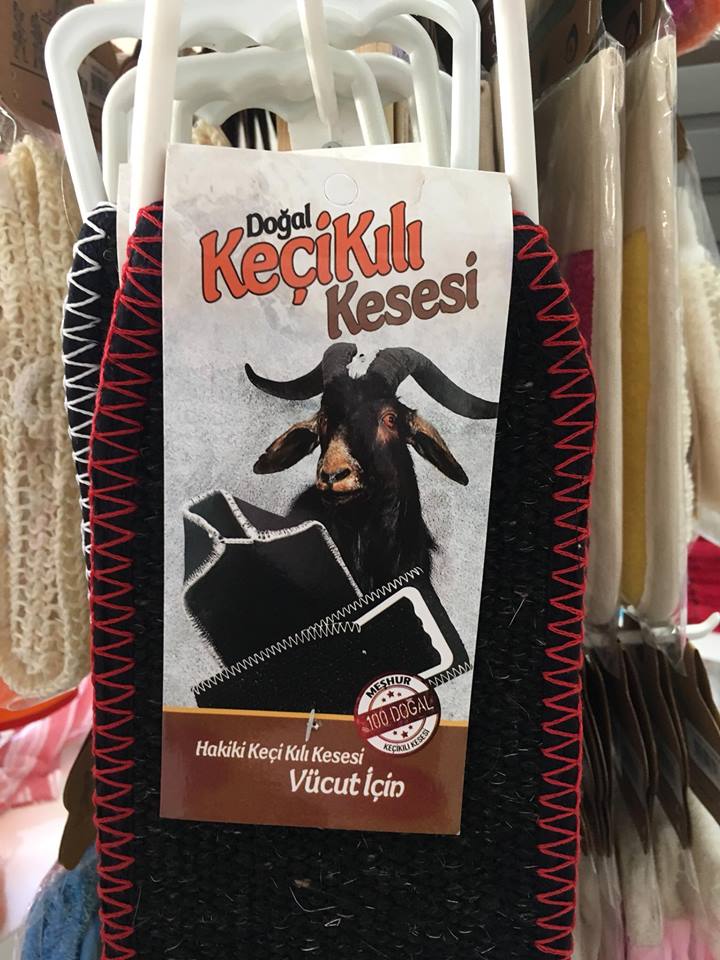 Doğal
KeçiKılı
Kesesi
MEŞHUR
%100 DOĞAL
KEÇİKILI KESESİ
Hakiki Keçi Kılı Kesesi
Vücut İçin